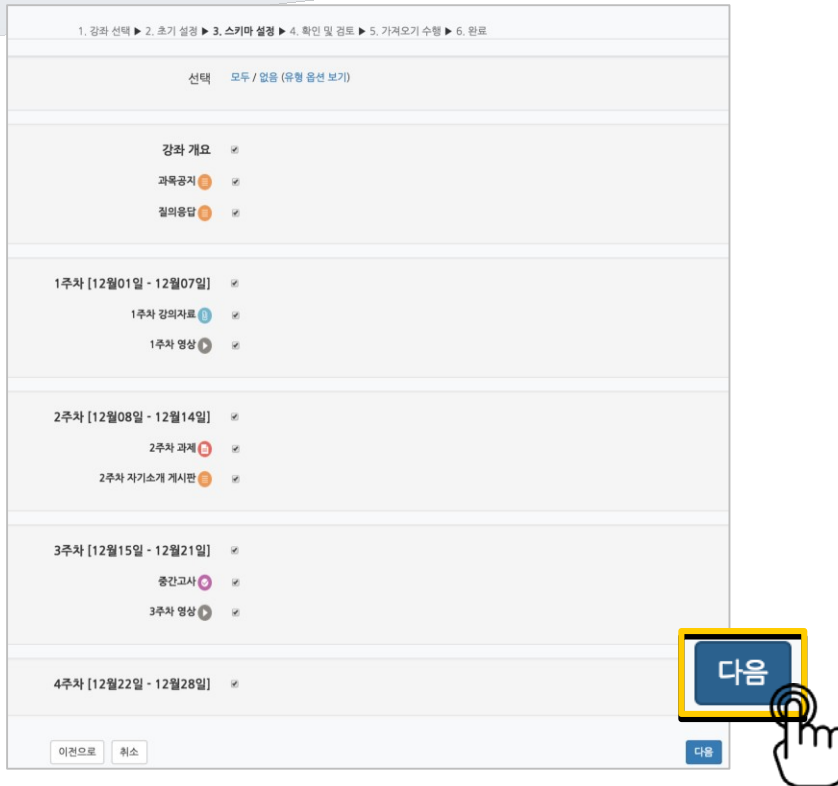 1. 강좌 선택 ▶ 2. 초기 설정 ▶ 3. 스키마 설정 ▶ 4. 확인 및 검토 ▶ 5. 가져오기 수행 ▶ 6. 완료
선택 모두 / 없음 (유형 옵션 보기)
강좌 개요
과목공지
질의응답
1주차 [12월01일 - 12월07일]
1주차 강의자료
1주차 영상
2주차 [12월08일 - 12월14일]
2주차 과제
2주차 자기소개 게시판
3주차 [12월15일 - 12월21일]
중간고사
3주차 영상
4주차 [12월22일 - 12월28일]
다음
이전으로 취소 다음